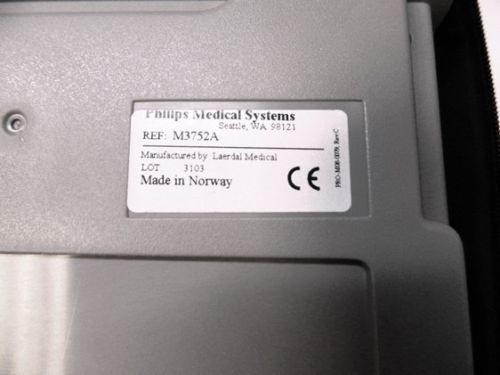 Philips Medical Systems
Seattle, WA 98121
REF: M3752A
Manufactured by Laerdal Medical
LOT 3103
Made in Norway
CE